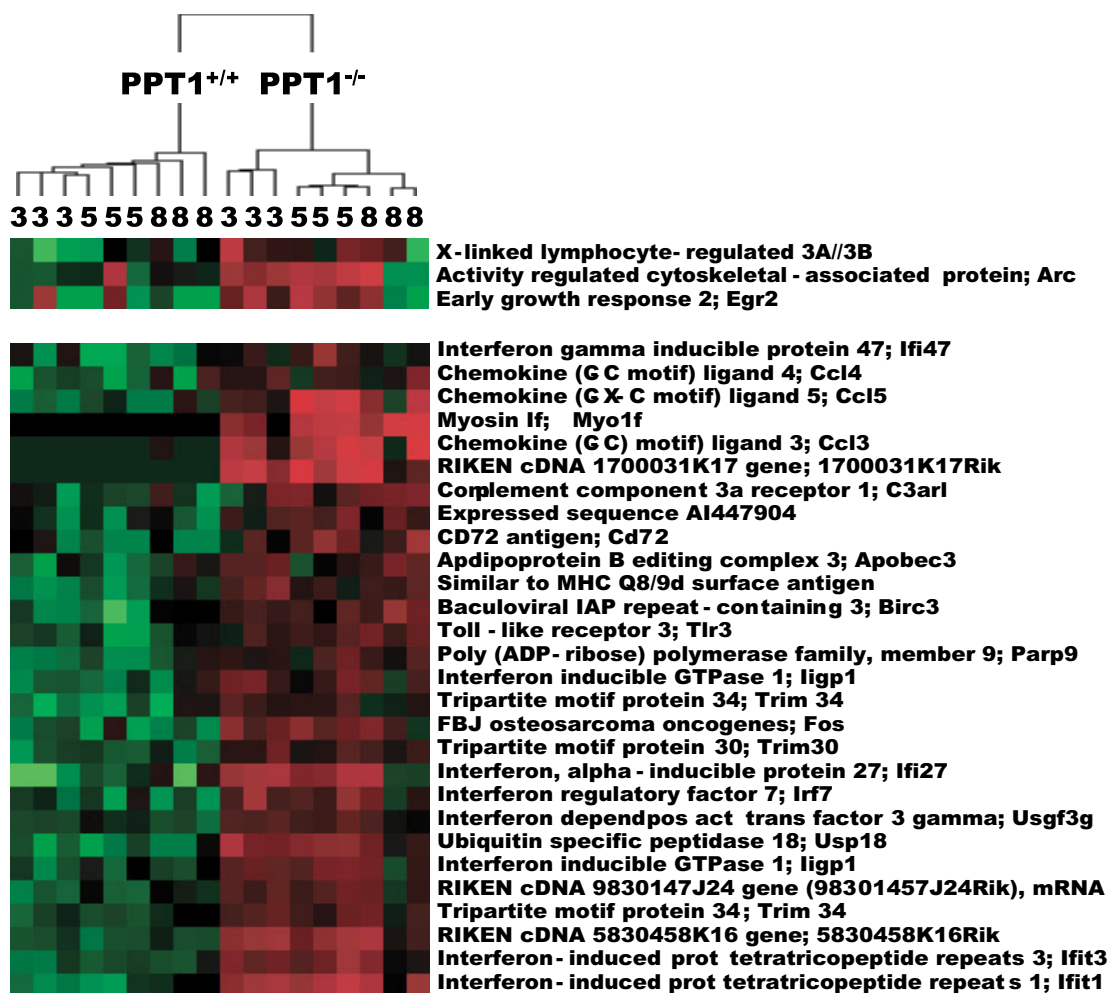 PPT1+/+ PPT1-/-
3 3 3 5 5 5 8 8 8 3 3 3 5 5 5 8 8 8
X-linked lymphocyte-regulated 3A//3B
Activity regulated cytoskeletal-associated protein; Arc
Early growth response 2; Egr2
Interferon gamma inducible protein 47; Ifi47
Chemokine (C C motif) ligand 4; Ccl4
Chemokine (C X-C motif) ligand 5; Ccl5
Myosin If; Myo1f
Chemokine (C C) motif) ligand 3; Ccl3
RIKEN cDNA 1700031K17 gene; 1700031K17Rik
Complement component 3a receptor 1; C3arl
Expressed sequence AI447904
CD72 antigen; Cd72
Apdipoprotein B editing complex 3; Apobec3
Similar to MHC Q8/9d surface antigen
Baculoviral IAP repeat-containing 3; Birc3
Toll-like receptor 3; Tlr3
Poly (ADP-ribose) polymerase family, member 9; Parp9
Interferon inducible GTPase 1; Iigp1
Tripartite motif protein 34; Trim 34
FBJ osteosarcoma oncogenes; Fos
Tripartite motif protein 30; Trim30
Interferon, alpha-inducible protein 27; Ifi27
Interferon regulatory factor 7; Irf7
Interferon dependpos act trans factor 3 gamma; Usgf3g
Ubiquitin specific peptidase 18; Usp18
Interferon inducible GTPase 1; Iigp1
RIKEN cDNA 9830147J24 gene (98301457J24Rik), mRNA
Tripartite motif protein 34; Trim 34
RIKEN cDNA 5830458K16 gene; 5830458K16Rik
Interferon-induced prot tetratricopeptide repeats 3; Ifit3
Interferon-induced prot tetratricopeptide repeats 1; Ifit1